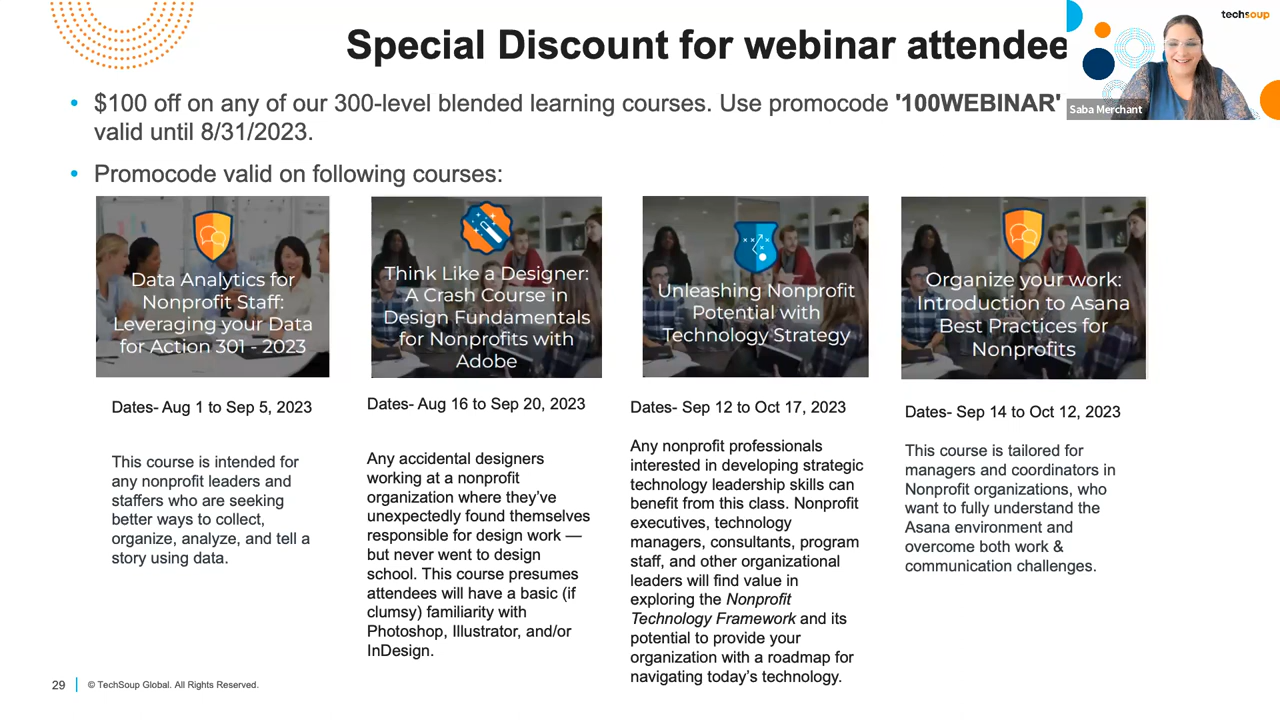 techsoup
Special Discount for webinar attendee
Saba Merchant
• $100 off on any of our 300-level blended learning courses. Use promocode '100WEBINAR'
valid until 8/31/2023.
• Promocode valid on following courses:
Data Analytics for
Nonprofit Staff:
Leveraging your Data
for Action 301 - 2023
Dates- Aug 1 to Sep 5, 2023
This course is intended for
any nonprofit leaders and
staffers who are seeking
better ways to collect,
organize, analyze, and tell a
story using data.
Think Like a Designer:
A Crash Course in
Design Fundamentals
for Nonprofits with
Adobe
Dates- Aug 16 to Sep 20, 2023
Any accidental designers
working at a nonprofit
organization where they've
unexpectedly found themselves
responsible for design work —
but never went to design
school. This course presumes
attendees will have a basic (if
clumsy) familiarity with
Photoshop, Illustrator, and/or
InDesign.
Unleashing Nonprofit
Potential with
Technology Strategy
Dates- Sep 12 to Oct 17, 2023
Any nonprofit professionals
interested in developing strategic
technology leadership skills can
benefit from this class. Nonprofit
executives, technology
managers, consultants, program
staff, and other organizational
leaders will find value in
exploring the Nonprofit
Technology Framework and its
potential to provide your
organization with a roadmap for
navigating today's technology.
Organize your work:
Introduction to Asana
Best Practices for
Nonprofits
Dates- Sep 14 to Oct 12, 2023
This course is tailored for
managers and coordinators in
Nonprofit organizations, who
want to fully understand the
Asana environment and
overcome both work &
communication challenges.
29
© TechSoup Global. All Rights Reserved.